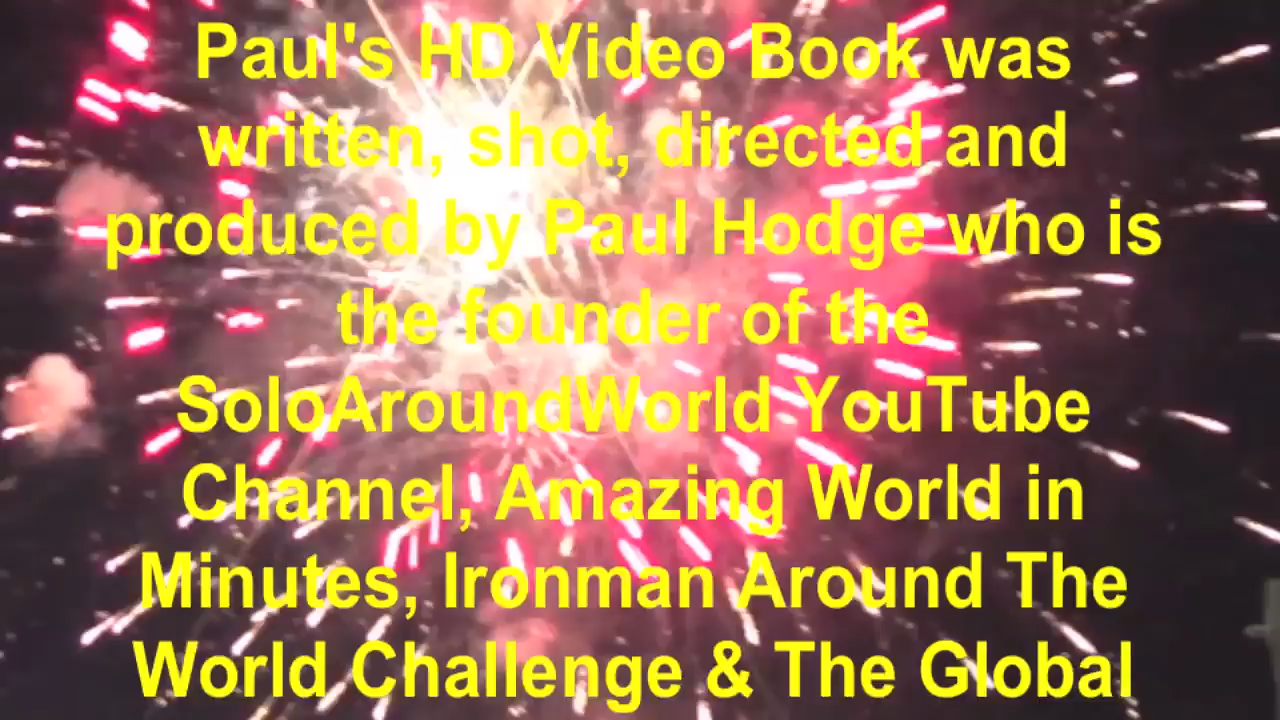 Paul's HD Video Book was
written, shot, directed and
produced by Paul Hodge who is
the founder of the
SoloAroundWorld YouTube
Channel, Amazing World in
Minutes, Ironman Around The
World Challenge & The Global